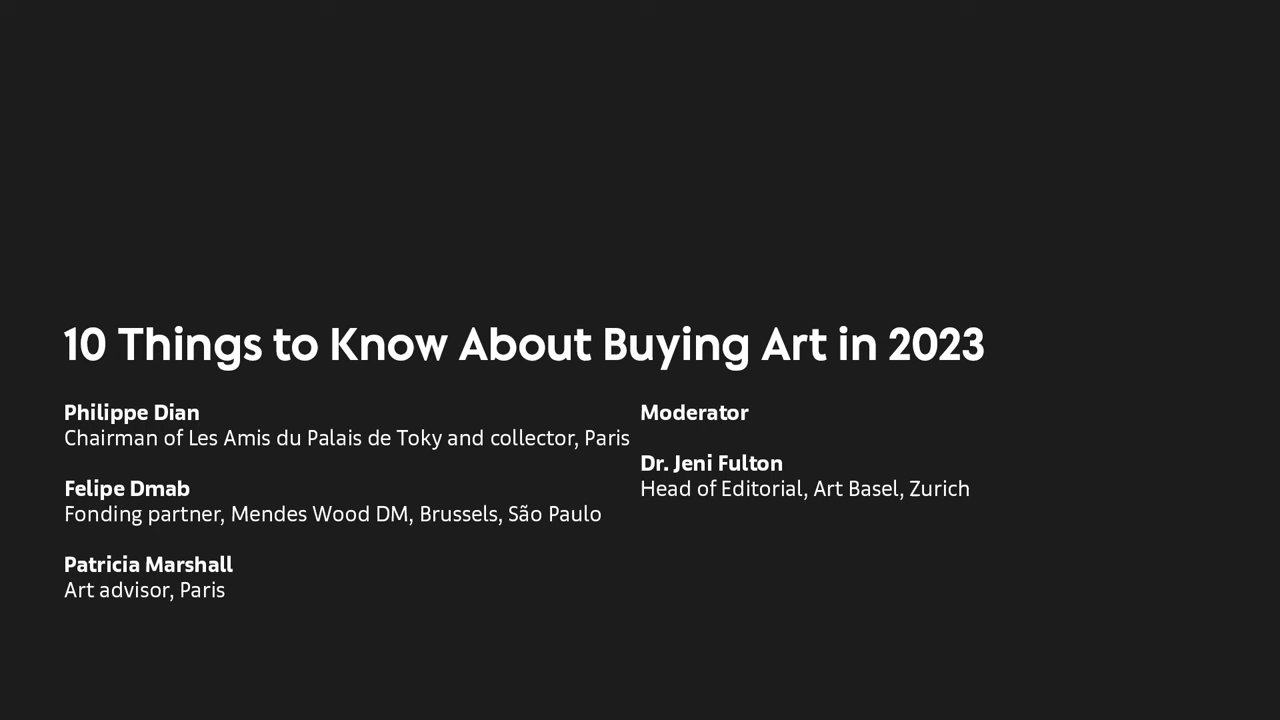 10 Things to Know About Buying Art in 2023
Philippe Dian
Chairman of Les Amis du Palais de Toky and collector, Paris
Felipe Dmab
Fonding partner, Mendes Wood DM, Brussels, São Paulo
Patricia Marshall
Art advisor, Paris
Moderator
Dr. Jeni Fulton
Head of Editorial, Art Basel, Zurich